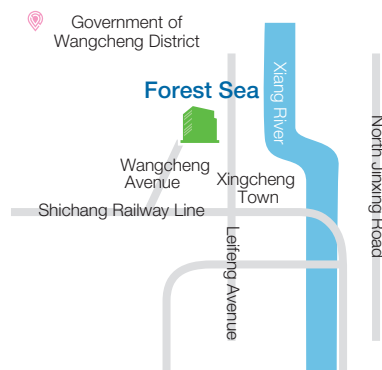 Government of
Wangcheng District
Forest Sea
Xiang River
Wangcheng
Avenue
Xingcheng
Town
North Jinxing Road
Shichang Railway Line
Leifeng Avenue